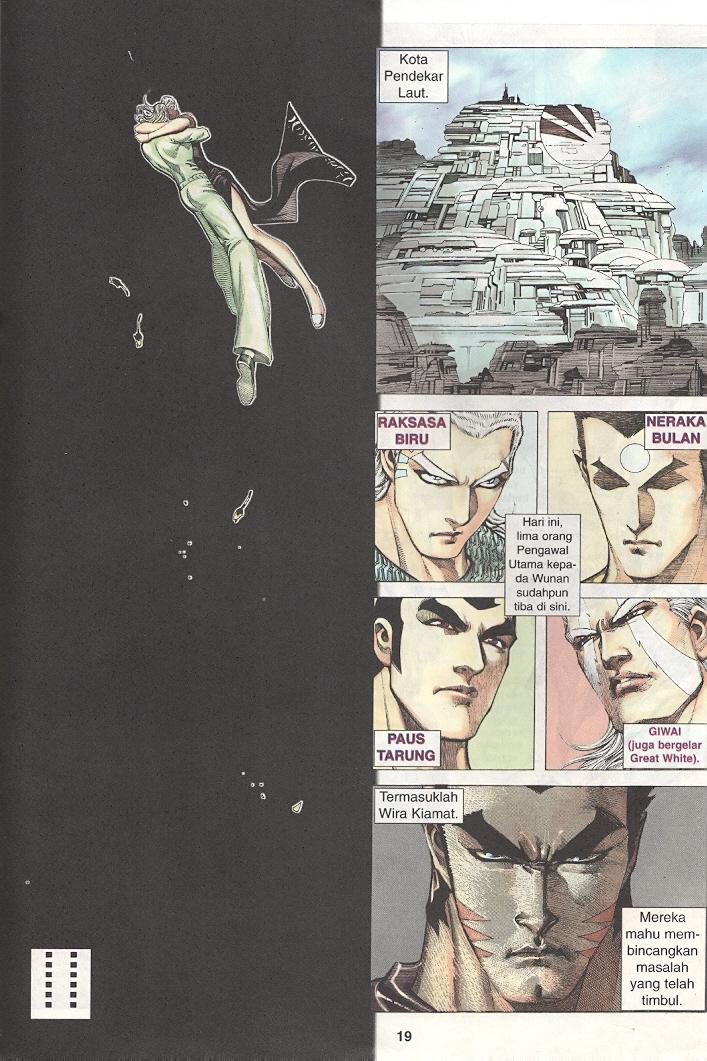 Kota
Pendekar
Laut.
RAKSASA
BIRU
NERAKA
BULAN
Hari ini,
lima orang
Pengawal
Utama kepa-
da Wunan
sudahpun
tiba di sini.
PAUS
TARUNG
GIWAI
(juga bergelar
Great White).
Termasuklah
Wira Kiamat.
Mereka
mahu mem-
bincangkan
masalah
yang telah
timbul.
19